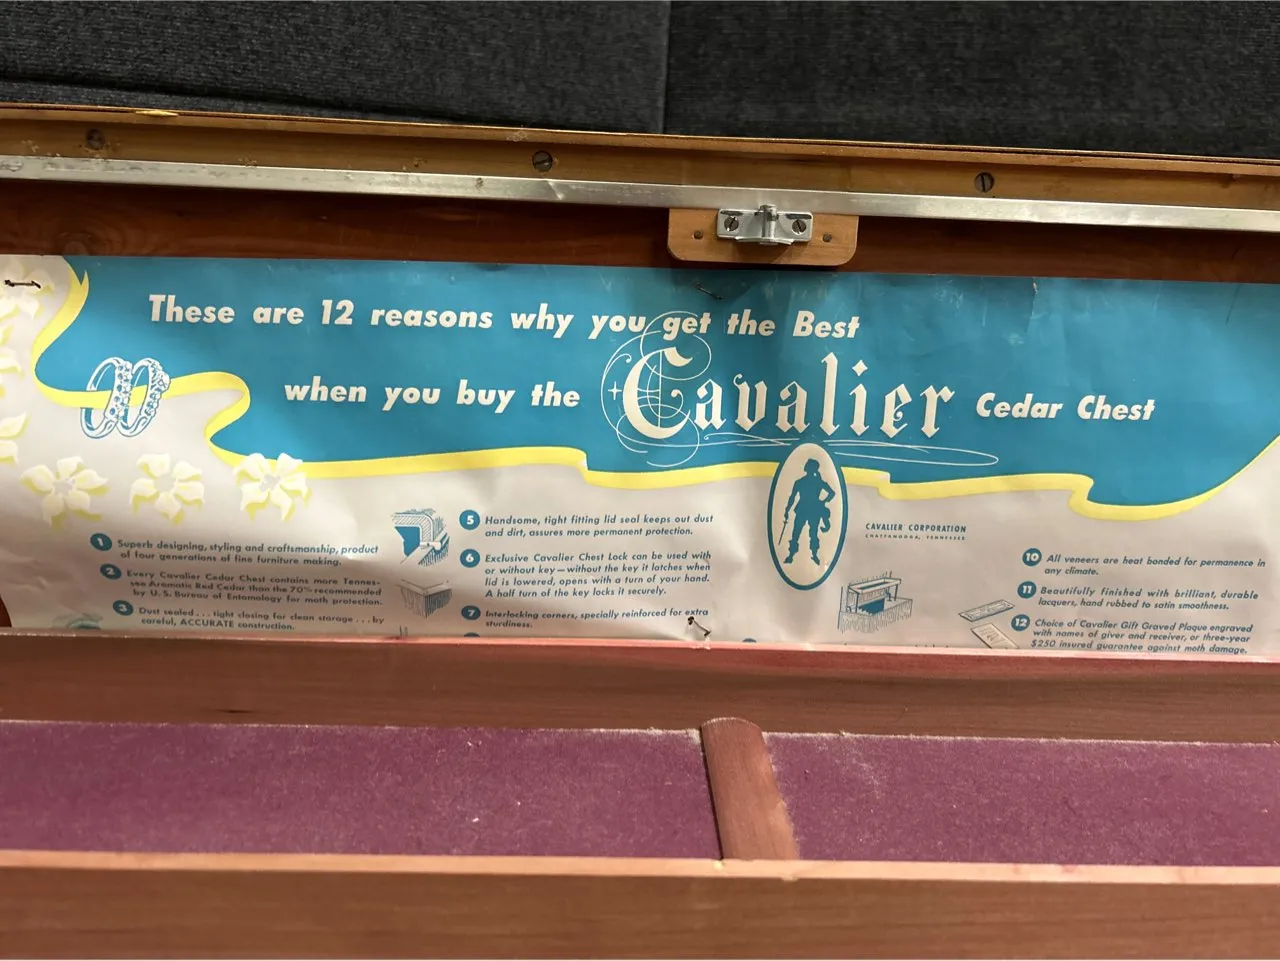 These are 12 reasons why you get the Best
when you buy the Cavalier Cedar Chest
CAVALIER CORPORATION
CHATTANOOGA, TENNESSEE
1 Superb designing, styling and craftsmanship, product
of four generations of fine furniture making.
2 Every Cavalier Cedar Chest contains more Tennes-
see Aromatic Red Cedar than the 70% recommended
by U. S. Bureau of Entomology for moth protection.
3 Dust sealed . . . tight closing for clean storage . . . by
careful, ACCURATE construction.
5 Handsome, tight fitting lid seal keeps out dust
and dirt, assures more permanent protection.
6 Exclusive Cavalier Chest Lock can be used with
or without key—without the key it latches when
lid is lowered, opens with a turn of your hand.
A half turn of the key locks it securely.
7 Interlocking corners, specially reinforced for extra
sturdiness.
10 All veneers are heat bonded for permanence in
any climate.
11 Beautifully finished with brilliant, durable
lacquers, hand rubbed to satin smoothness.
12 Choice of Cavalier Gift Graved Plaque engraved
with names of giver and receiver, or three-year
$250 insured guarantee against moth damage.